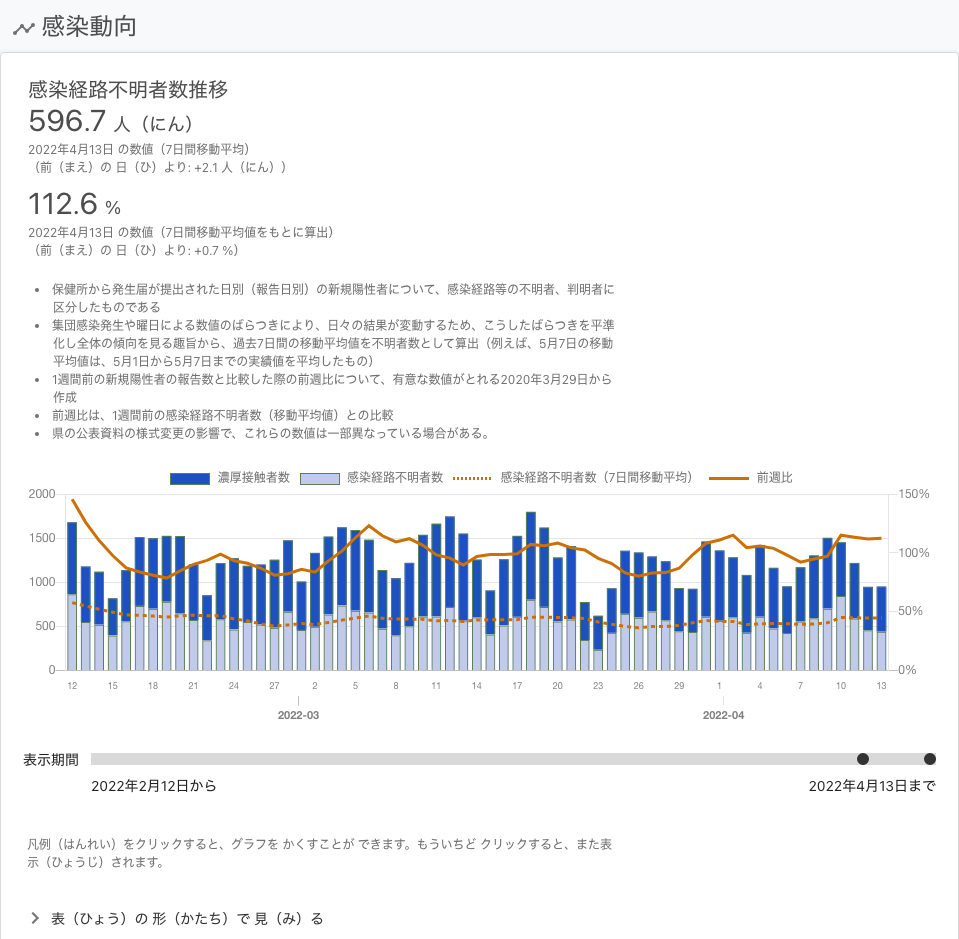 感染動向
感染経路不明者数推移
596.7 人（にん）
2022年4月13日 の数値（7日間移動平均）
（前（まえ）の 日（ひ）より: +2.1 人（にん））
112.6 %
2022年4月13日 の数値（7日間移動平均値をもとに算出）
（前（まえ）の 日（ひ）より: +0.7 %）
• 保健所から発生届が提出された日別（報告日別）の新規陽性者について、感染経路等の不明者、判明者に
区分したものである
• 集団感染発生や曜日による数値のばらつきにより、日々の結果が変動するため、こうしたばらつきを平準
化し全体の傾向を見る趣旨から、過去7日間の移動平均値を不明者数として算出（例えば、5月7日の移動
平均値は、5月1日から5月7日までの実績値を平均したもの）
• 1週間前の新規陽性者の報告数と比較した際の前週比について、有意な数値がとれる2020年3月29日から
作成
• 前週比は、1週間前の感染経路不明者数（移動平均値）との比較
• 県の公表資料の様式変更の影響で、これらの数値は一部異なっている場合がある。
濃厚接触者数 感染経路不明者数 感染経路不明者数（7日間移動平均） 前週比
2000 150%
1500
100%
1000
50%
500
0 0%
12 15 18 21 24 27 2 5 8 11 14 17 20 23 26 29 1 4 7 10 13
2022-03 2022-04
表示期間
2022年2月12日から 2022年4月13日まで
凡例（はんれい）をクリックすると、グラフを かくすことが できます。もういちど クリックすると、また表
示（ひょうじ）されます。
表（ひょう）の 形（かたち）で 見（み）る